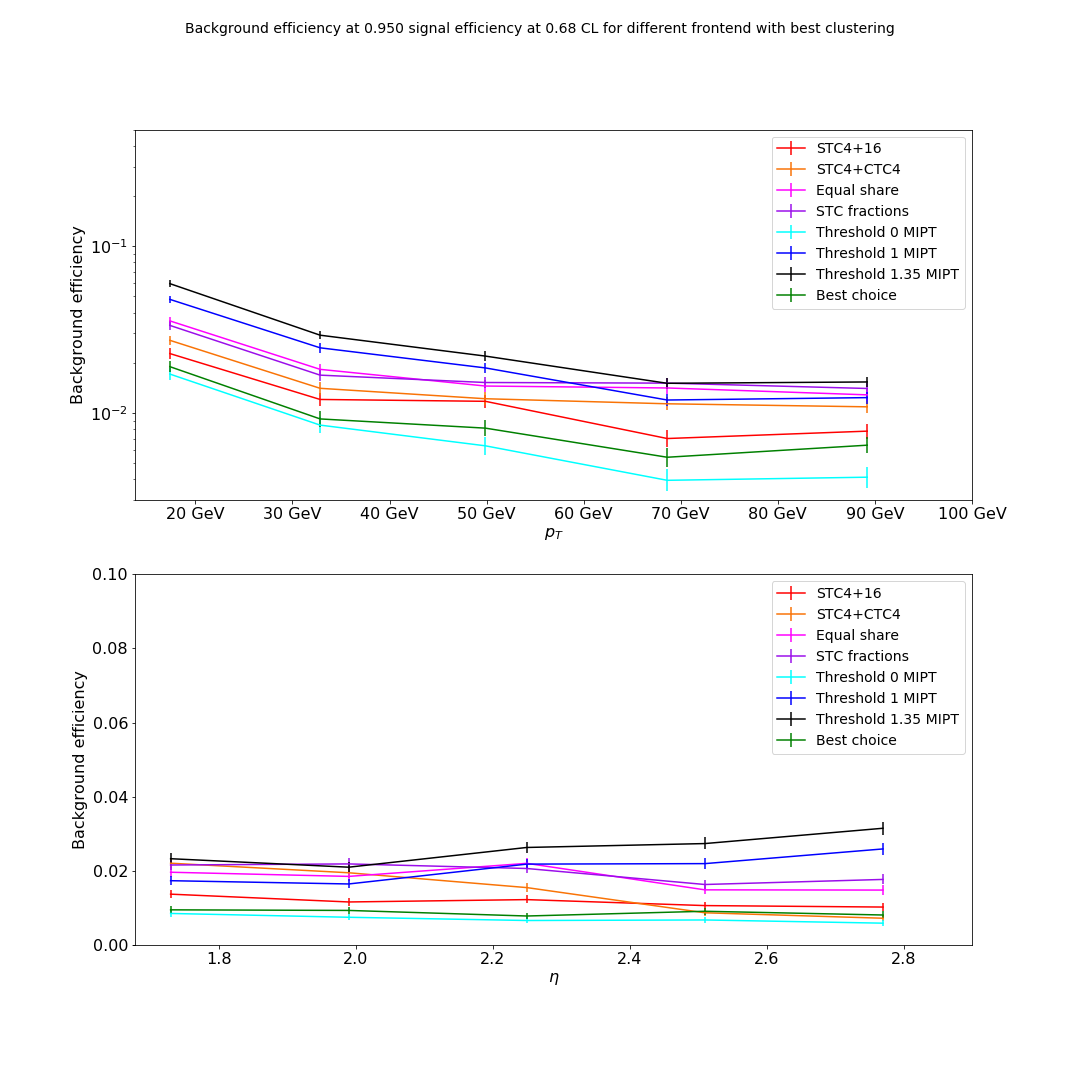 Background efficiency at 0.950 signal efficiency at 0.68 CL for different frontend with best clustering
Background efficiency
10⁻¹
10⁻²
STC4+16
STC4+CTC4
Equal share
STC fractions
Threshold 0 MIPT
Threshold 1 MIPT
Threshold 1.35 MIPT
Best choice
20 GeV 30 GeV 40 GeV 50 GeV 60 GeV 70 GeV 80 GeV 90 GeV 100 GeV
p_T
Background efficiency
0.10
0.08
0.06
0.04
0.02
0.00
STC4+16
STC4+CTC4
Equal share
STC fractions
Threshold 0 MIPT
Threshold 1 MIPT
Threshold 1.35 MIPT
Best choice
1.8 2.0 2.2 2.4 2.6 2.8
η